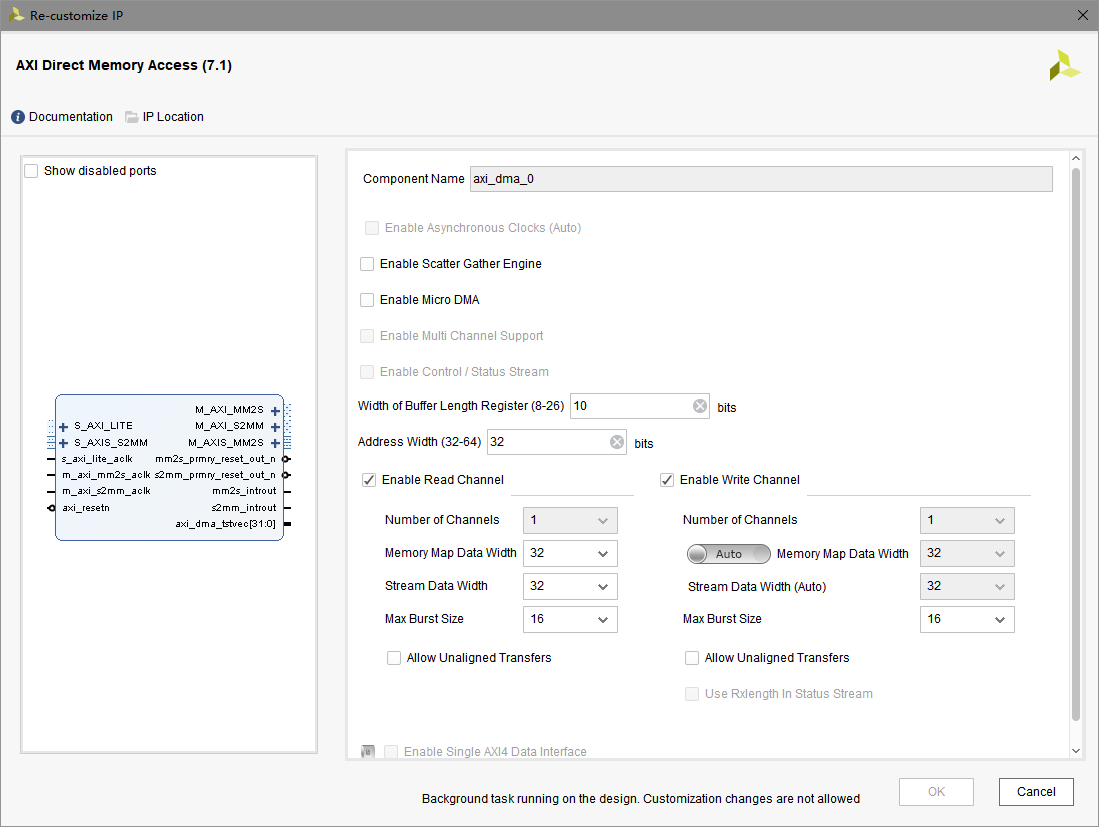 Re-customize IP
AXI Direct Memory Access (7.1)
Documentation IP Location
Show disabled ports
M_AXI_MM2S
S_AXI_LITE M_AXI_S2MM
S_AXIS_S2MM M_AXIS_MM2S
s_axi_lite_aclk mm2s_prmry_reset_out_n
m_axi_mm2s_aclk s2mm_prmry_reset_out_n
m_axi_s2mm_aclk mm2s_introut
axi_resetn s2mm_introut
axi_dma_tstvec[31:0]
Component Name axi_dma_0
Enable Asynchronous Clocks (Auto)
Enable Scatter Gather Engine
Enable Micro DMA
Enable Multi Channel Support
Enable Control / Status Stream
Width of Buffer Length Register (8-26) 10 bits
Address Width (32-64) 32 bits
Enable Read Channel
Number of Channels 1
Memory Map Data Width 32
Stream Data Width 32
Max Burst Size 16
Allow Unaligned Transfers
Enable Write Channel
Number of Channels 1
Auto Memory Map Data Width 32
Stream Data Width (Auto) 32
Max Burst Size 16
Allow Unaligned Transfers
Use Rxlength In Status Stream
Enable Single AXI4 Data Interface
Background task running on the design. Customization changes are not allowed
OK
Cancel